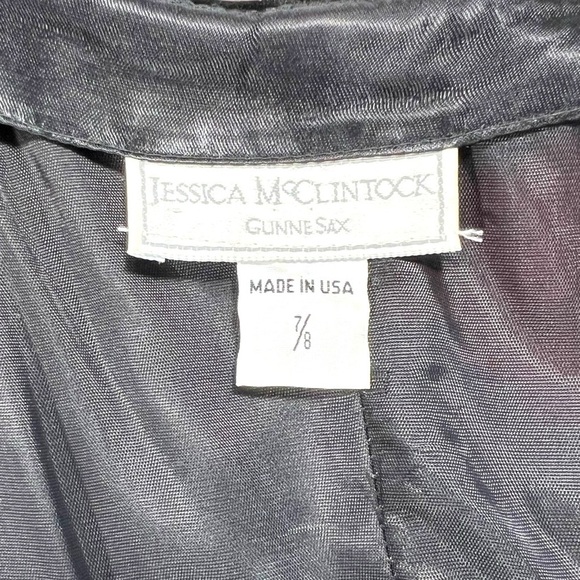 JESSICA McCLINTOCK
GUNNE SAX
MADE IN USA
7/8